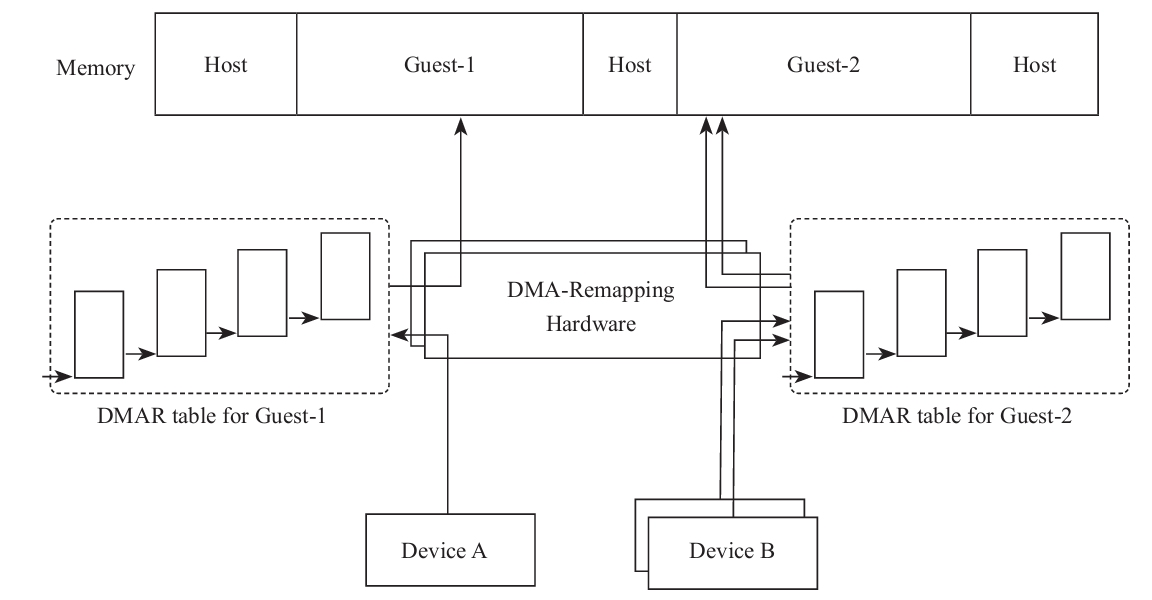 Memory
Host
Guest-1
Host
Guest-2
Host
DMA-Remapping
Hardware
DMAR table for Guest-1
DMAR table for Guest-2
Device A
Device B